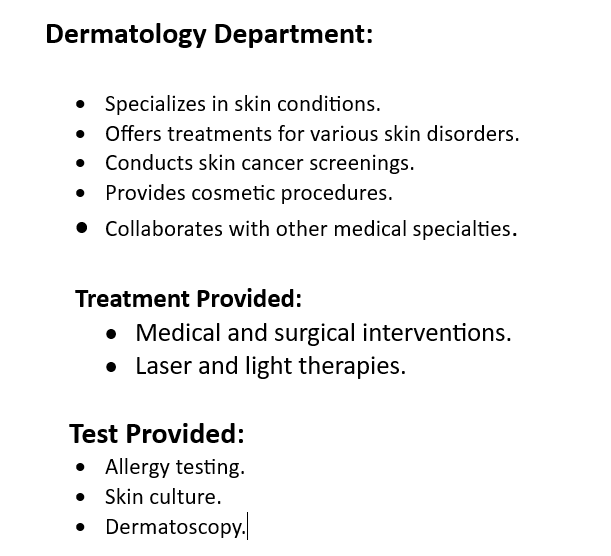 Dermatology Department:
• Specializes in skin conditions.
• Offers treatments for various skin disorders.
• Conducts skin cancer screenings.
• Provides cosmetic procedures.
• Collaborates with other medical specialties.
Treatment Provided:
• Medical and surgical interventions.
• Laser and light therapies.
Test Provided:
• Allergy testing.
• Skin culture.
• Dermatoscopy.